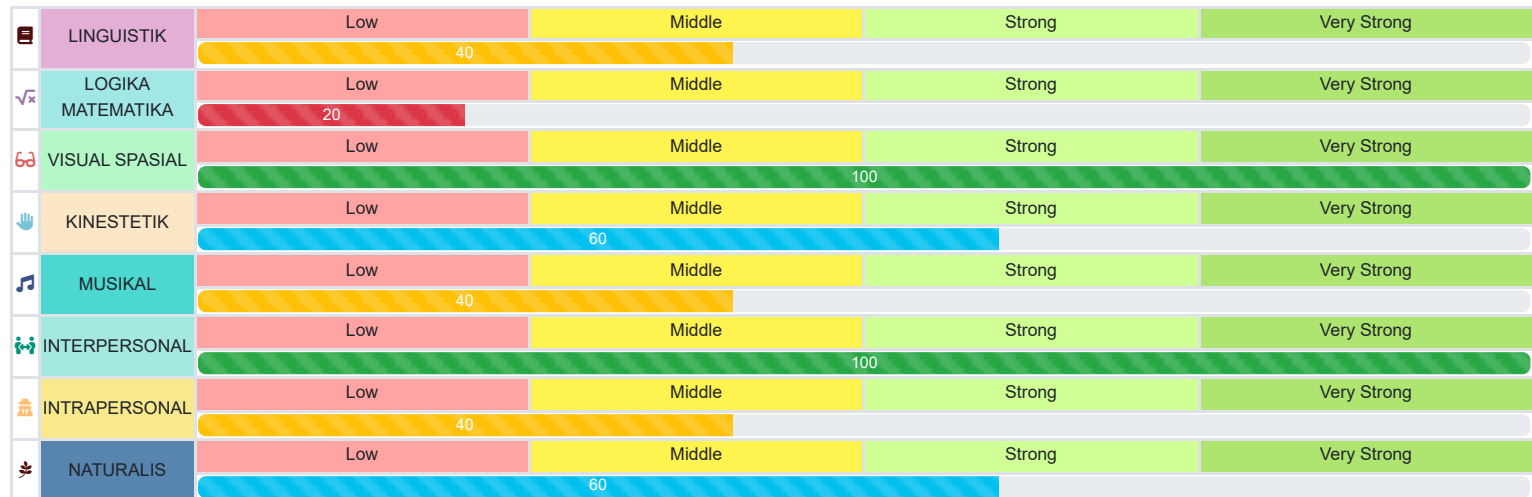 Low Middle Strong Very Strong
LINGUISTIK
40
Low Middle Strong Very Strong
LOGIKA
MATEMATIKA
20
Low Middle Strong Very Strong
VISUAL SPASIAL
100
Low Middle Strong Very Strong
KINESTETIK
60
Low Middle Strong Very Strong
MUSIKAL
40
Low Middle Strong Very Strong
INTERPERSONAL
100
Low Middle Strong Very Strong
INTRAPERSONAL
40
Low Middle Strong Very Strong
NATURALIS
60